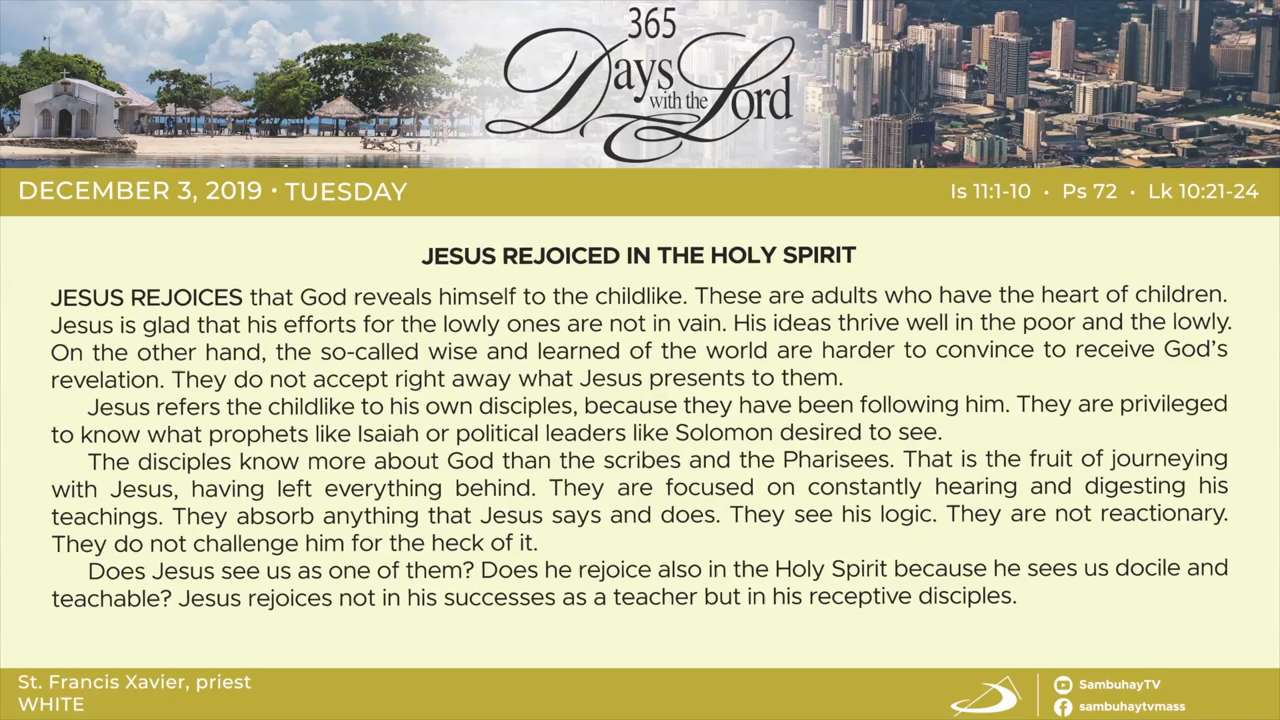 365
Days
with the
Lord
DECEMBER 3, 2019 • TUESDAY
Is 11:1-10 • Ps 72 • Lk 10:21-24
JESUS REJOICED IN THE HOLY SPIRIT
JESUS REJOICES that God reveals himself to the childlike. These are adults who have the heart of children.
Jesus is glad that his efforts for the lowly ones are not in vain. His ideas thrive well in the poor and the lowly.
On the other hand, the so-called wise and learned of the world are harder to convince to receive God's
revelation. They do not accept right away what Jesus presents to them.
Jesus refers the childlike to his own disciples, because they have been following him. They are privileged
to know what prophets like Isaiah or political leaders like Solomon desired to see.
The disciples know more about God than the scribes and the Pharisees. That is the fruit of journeying
with Jesus, having left everything behind. They are focused on constantly hearing and digesting his
teachings. They absorb anything that Jesus says and does. They see his logic. They are not reactionary.
They do not challenge him for the heck of it.
Does Jesus see us as one of them? Does he rejoice also in the Holy Spirit because he sees us docile and
teachable? Jesus rejoices not in his successes as a teacher but in his receptive disciples.
St. Francis Xavier, priest
WHITE
SambuhayTV
sambuhaytvmass